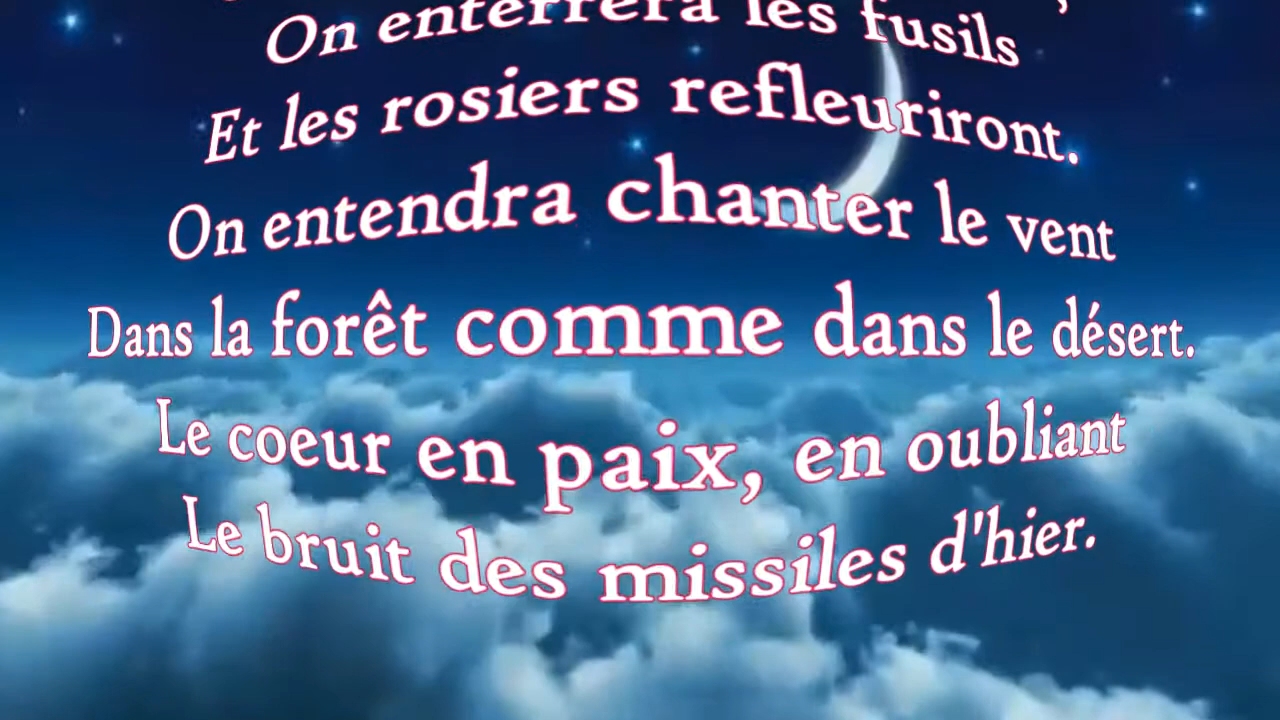 On enterrera les fusils
Et les rosiers refleuriront.
On entendra chanter le vent
Dans la forêt comme dans le désert.
Le coeur en paix, en oubliant
Le bruit des missiles d'hier.